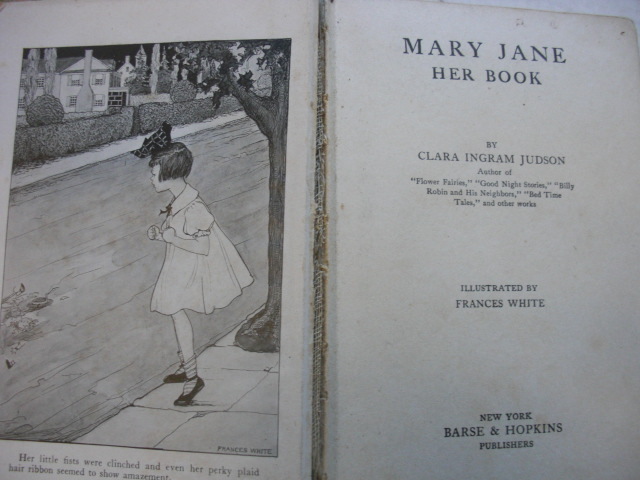 FRANCES WHITE
Her little fists were clinched and even her perky plaid
hair ribbon seemed to show amazement.
MARY JANE
HER BOOK
BY
CLARA INGRAM JUDSON
Author of
"Flower Fairies," "Good Night Stories," "Billy
Robin and His Neighbors," "Bed Time
Tales," and other works
ILLUSTRATED BY
FRANCES WHITE
NEW YORK
BARSE & HOPKINS
PUBLISHERS